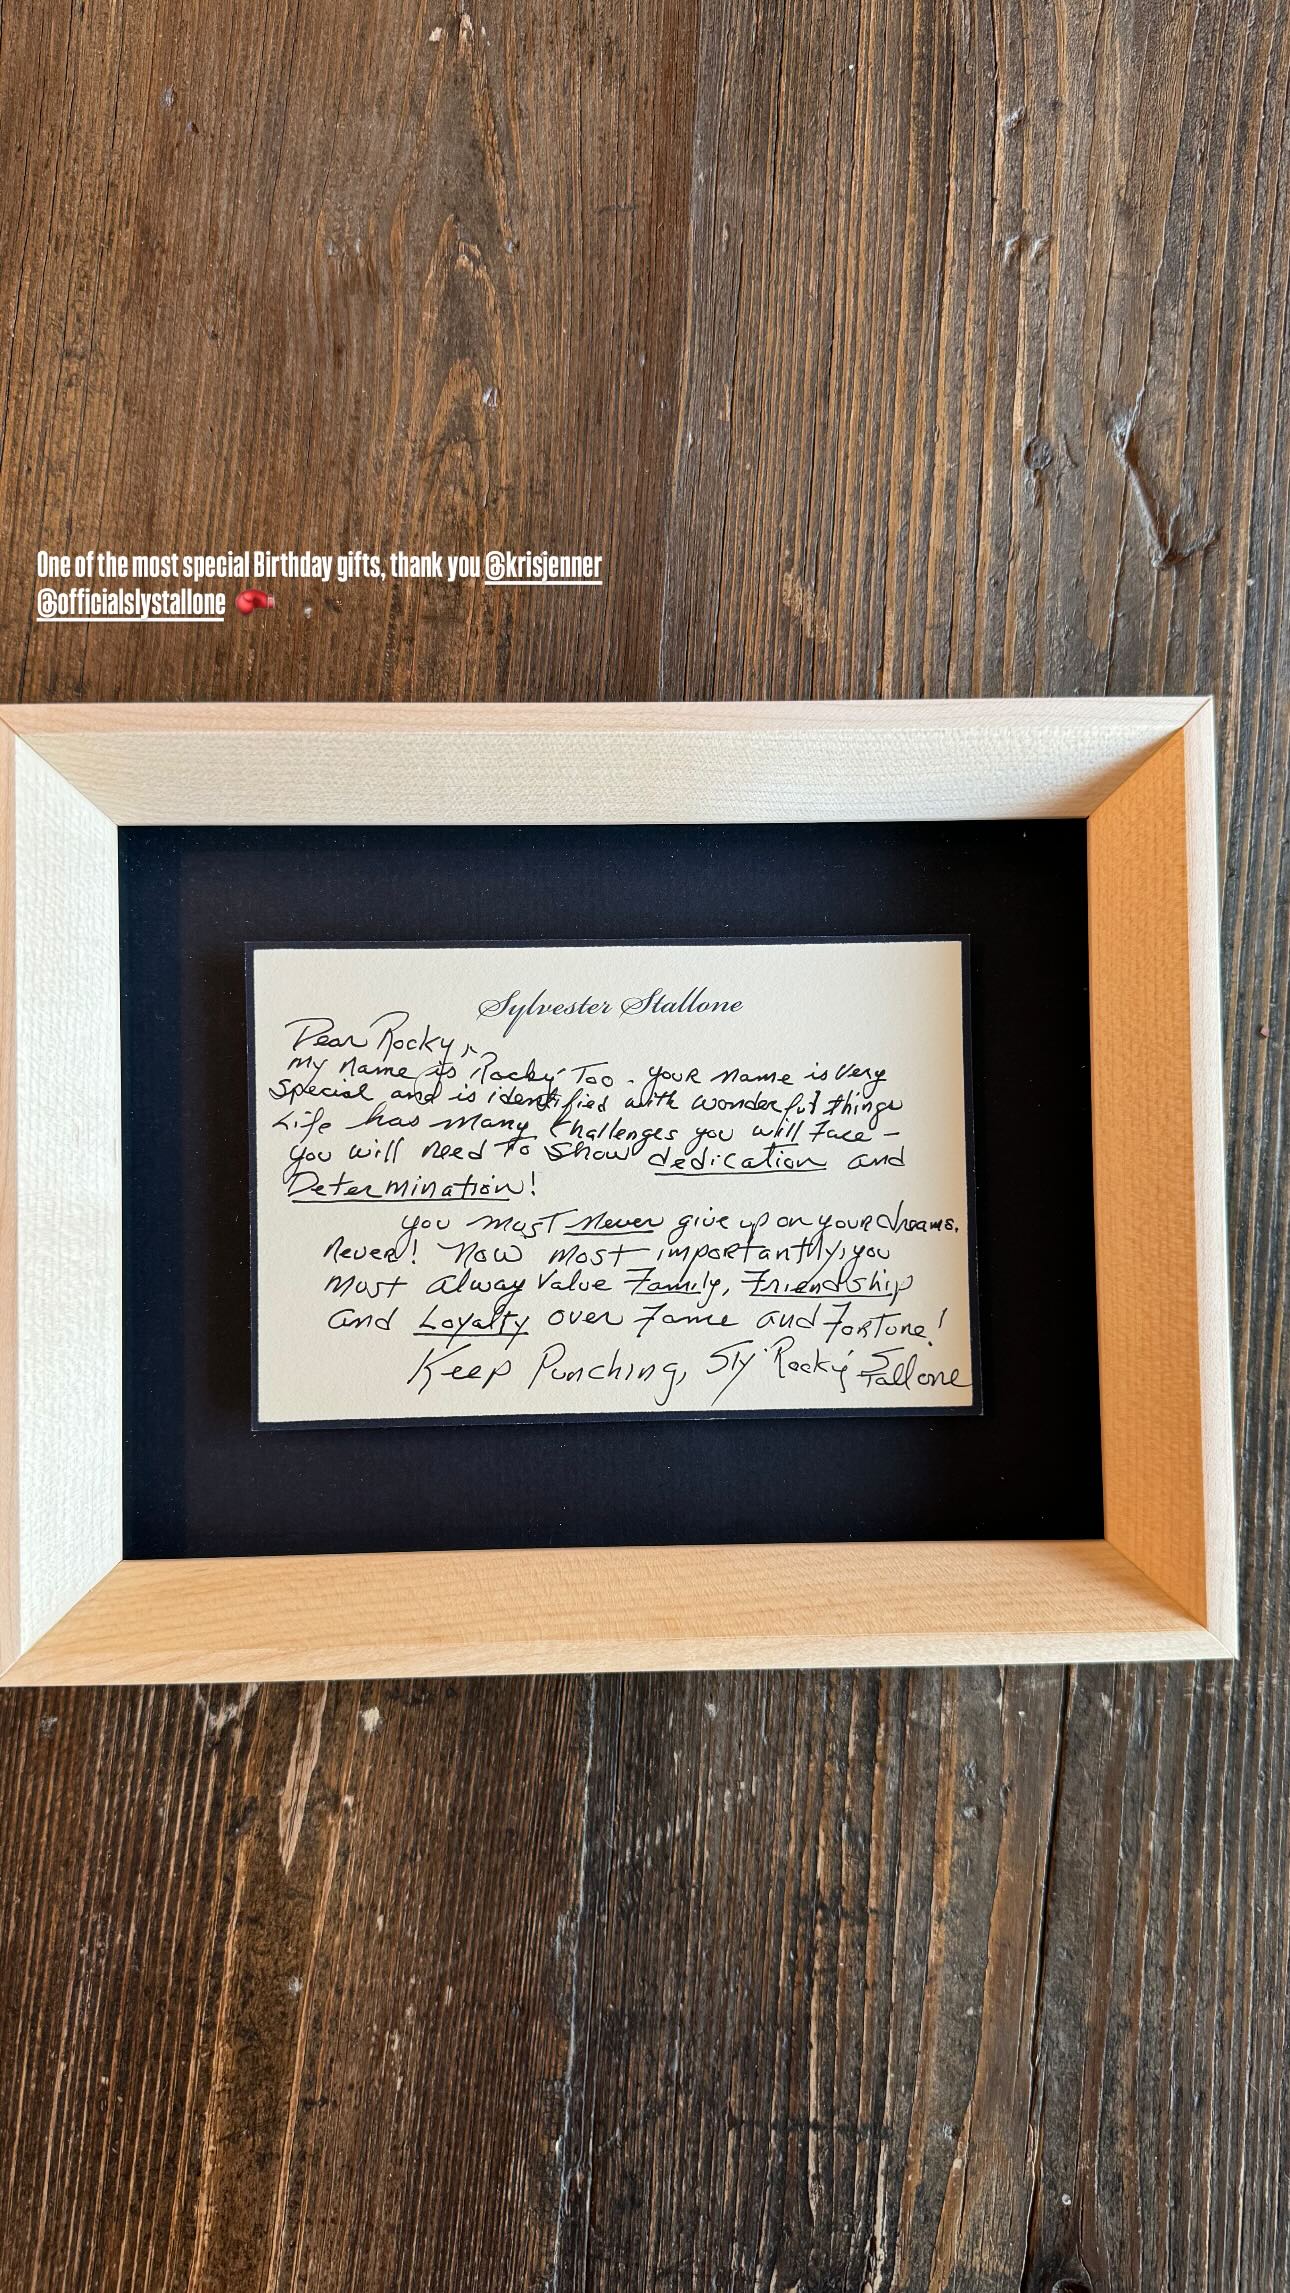 One of the most special Birthday gifts, thank you @krisjenner
@officialslystallone
Sylvester Stallone
Dear Rocky,
My name is 'Rocky' Too. Your name is very
special and is identified with wonderful things
Life has many challenges you will face –
you will need to show dedication and
Determination!
you must never give up on your dreams.
Never! Now most importantly, you
must alway value Family, Friendship
and Loyalty over Fame and Fortune!
Keep Punching, Sly 'Rocky' Stallone